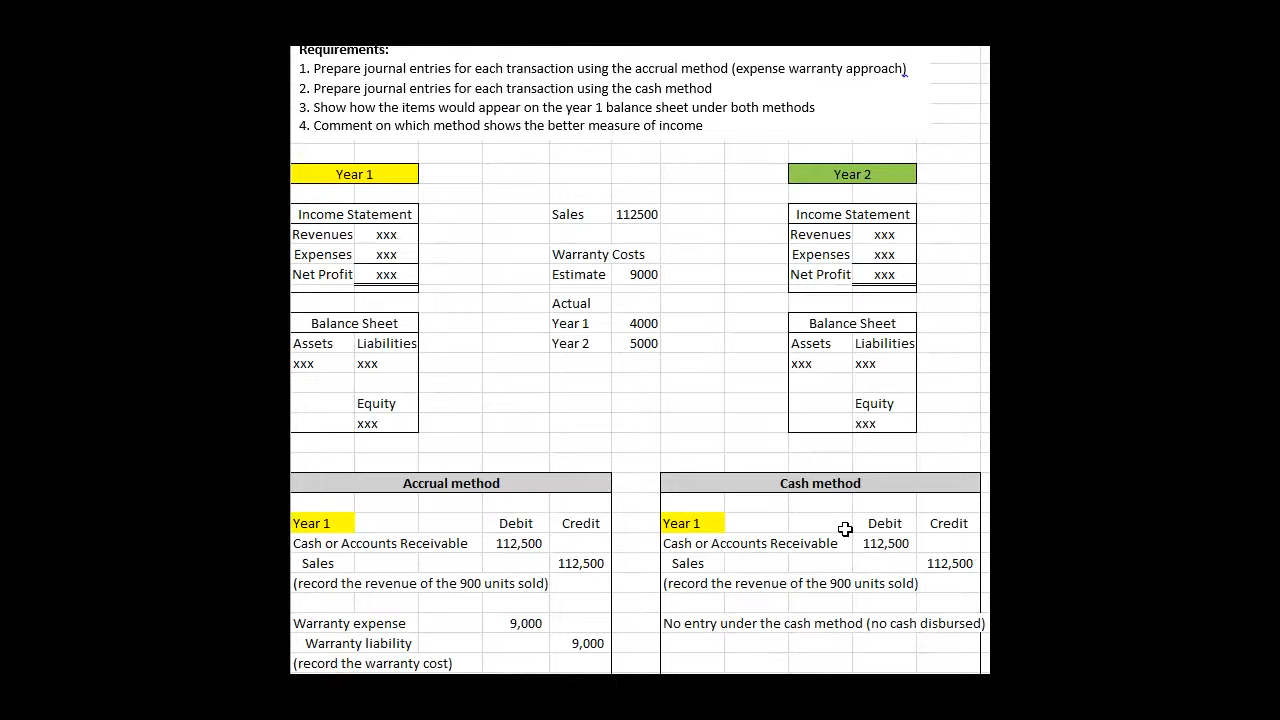 Requirements:
1. Prepare journal entries for each transaction using the accrual method (expense warranty approach)
2. Prepare journal entries for each transaction using the cash method
3. Show how the items would appear on the year 1 balance sheet under both methods
4. Comment on which method shows the better measure of income
Year 1 Year 2
Income Statement Sales 112500 Income Statement
Revenues xxx Revenues xxx
Expenses xxx Warranty Costs Expenses xxx
Net Profit xxx Estimate 9000 Net Profit xxx
Actual
Balance Sheet Year 1 4000 Balance Sheet
Assets Liabilities Year 2 5000 Assets Liabilities
xxx xxx xxx xxx
Equity Equity
xxx xxx
Accrual method Cash method
Year 1 Debit Credit Year 1 Debit Credit
Cash or Accounts Receivable 112,500 Cash or Accounts Receivable 112,500
Sales 112,500 Sales 112,500
(record the revenue of the 900 units sold) (record the revenue of the 900 units sold)
Warranty expense 9,000 No entry under the cash method (no cash disbursed)
Warranty liability 9,000
(record the warranty cost)